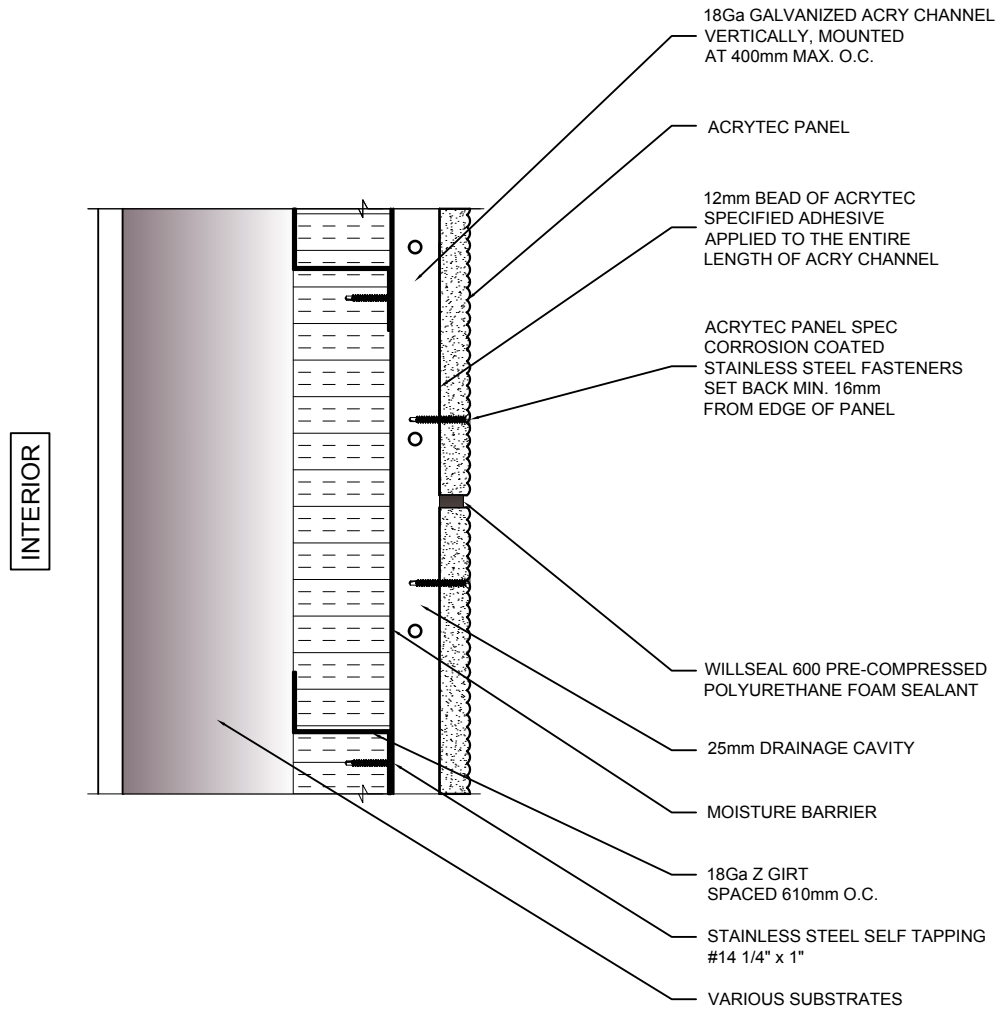 18Ga GALVANIZED ACRY CHANNEL
VERTICALLY, MOUNTED
AT 400mm MAX. O.C.
ACRYTEC PANEL
12mm BEAD OF ACRYTEC
SPECIFIED ADHESIVE
APPLIED TO THE ENTIRE
LENGTH OF ACRY CHANNEL
ACRYTEC PANEL SPEC
CORROSION COATED
STAINLESS STEEL FASTENERS
SET BACK MIN. 16mm
FROM EDGE OF PANEL
INTERIOR
WILLSEAL 600 PRE-COMPRESSED
POLYURETHANE FOAM SEALANT
25mm DRAINAGE CAVITY
MOISTURE BARRIER
18Ga Z GIRT
SPACED 610mm O.C.
STAINLESS STEEL SELF TAPPING
#14 1/4" x 1"
VARIOUS SUBSTRATES